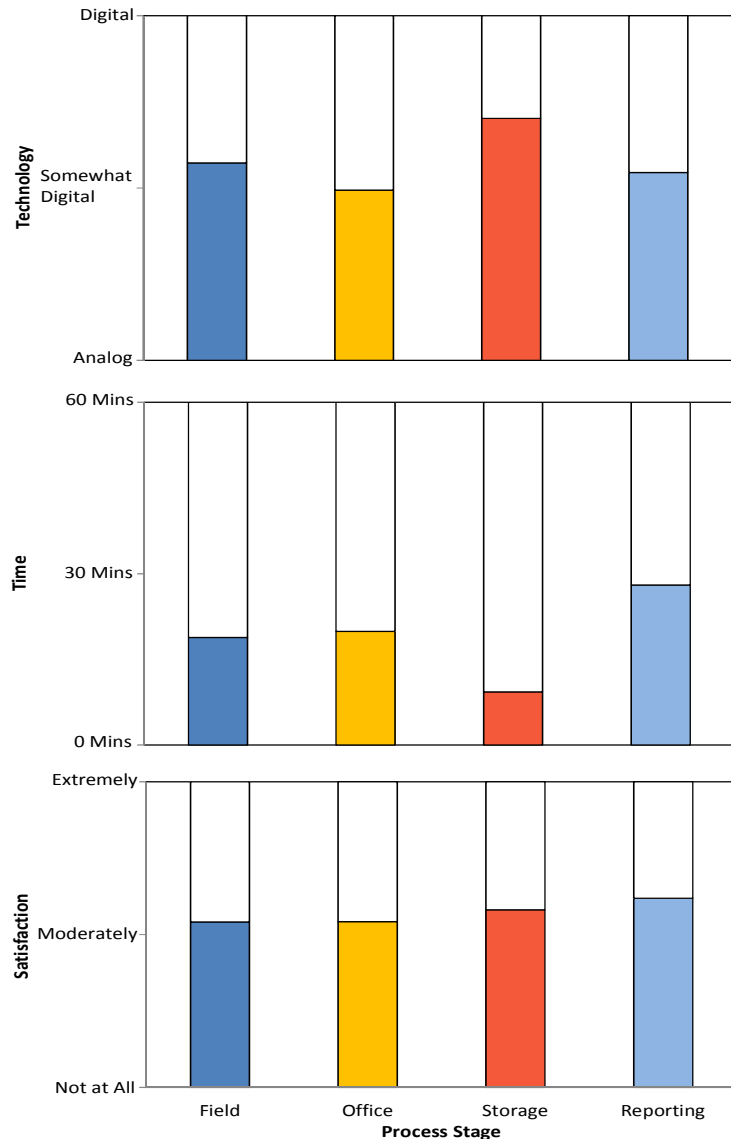 Digital
Technology
Somewhat
Digital
Analog
60 Mins
Time
30 Mins
0 Mins
Extremely
Satisfaction
Moderately
Not at All
Field Office Storage Reporting
Process Stage